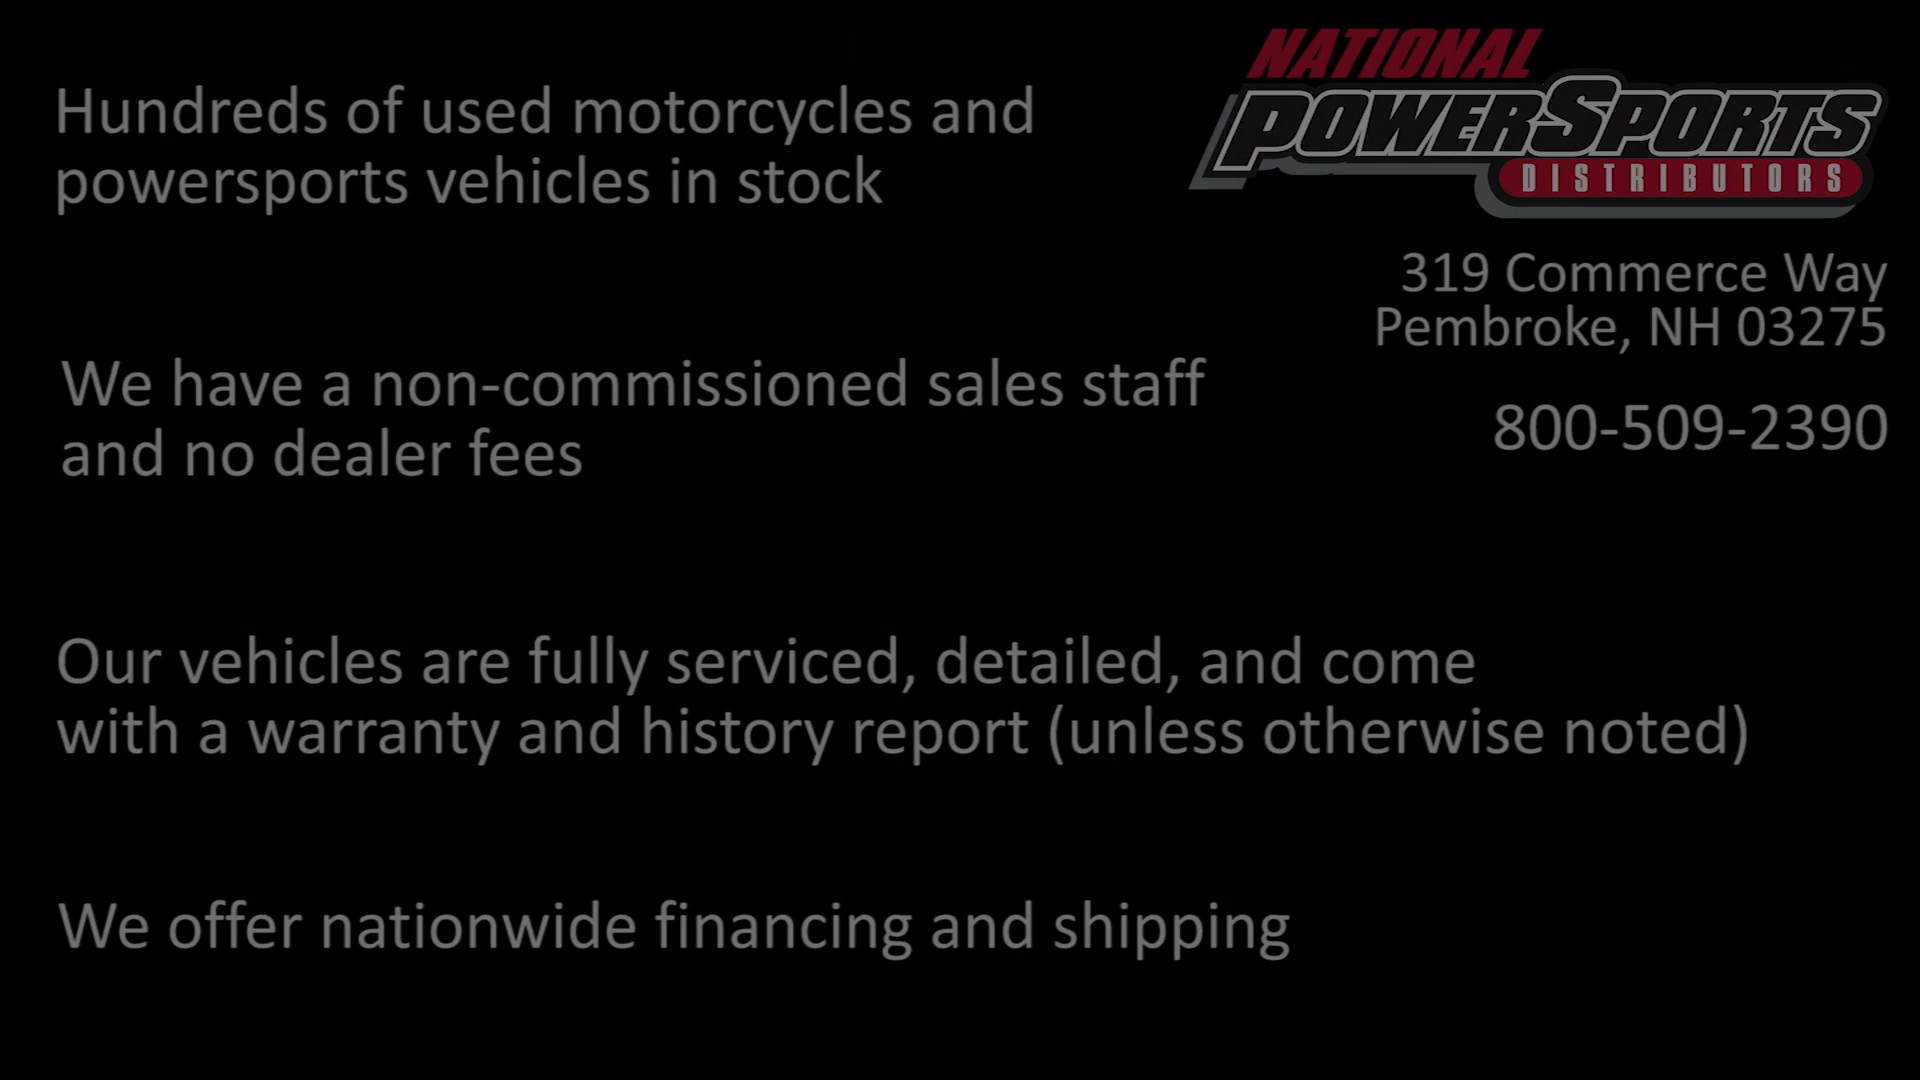 Hundreds of used motorcycles and
powersports vehicles in stock
NATIONAL
POWERSPORTS
DISTRIBUTORS
319 Commerce Way
Pembroke, NH 03275
800-509-2390
We have a non-commissioned sales staff
and no dealer fees
Our vehicles are fully serviced, detailed, and come
with a warranty and history report (unless otherwise noted)
We offer nationwide financing and shipping